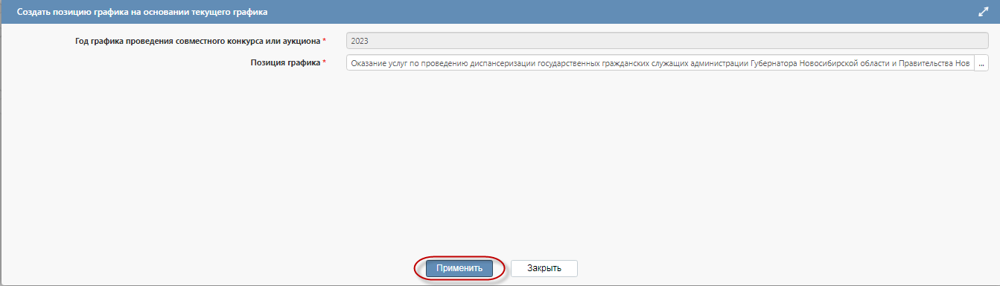 Создать позицию графика на основании текущего графика
Год графика проведения совместного конкурса или аукциона * 2023
Позиция графика * Оказание услуг по проведению диспансеризации государственных гражданских служащих администрации Губернатора Новосибирской области и Правительства Нов ...
Применить Закрыть